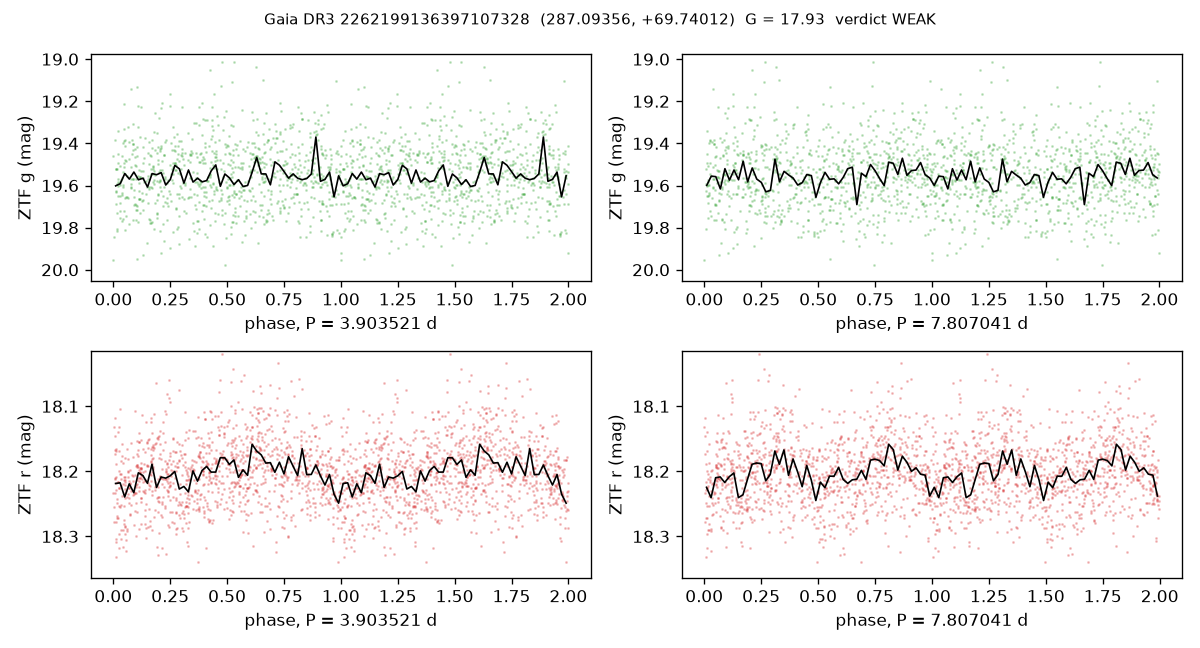 Gaia DR3 2262199136397107328 (287.09356, +69.74012) G = 17.93 verdict WEAK
ZTF g (mag)
19.0
19.2
19.4
19.6
19.8
20.0
0.00 0.25 0.50 0.75 1.00 1.25 1.50 1.75 2.00
phase, P = 3.903521 d
ZTF g (mag)
19.0
19.2
19.4
19.6
19.8
20.0
0.00 0.25 0.50 0.75 1.00 1.25 1.50 1.75 2.00
phase, P = 7.807041 d
ZTF r (mag)
18.1
18.2
18.3
0.00 0.25 0.50 0.75 1.00 1.25 1.50 1.75 2.00
phase, P = 3.903521 d
ZTF r (mag)
18.1
18.2
18.3
0.00 0.25 0.50 0.75 1.00 1.25 1.50 1.75 2.00
phase, P = 7.807041 d